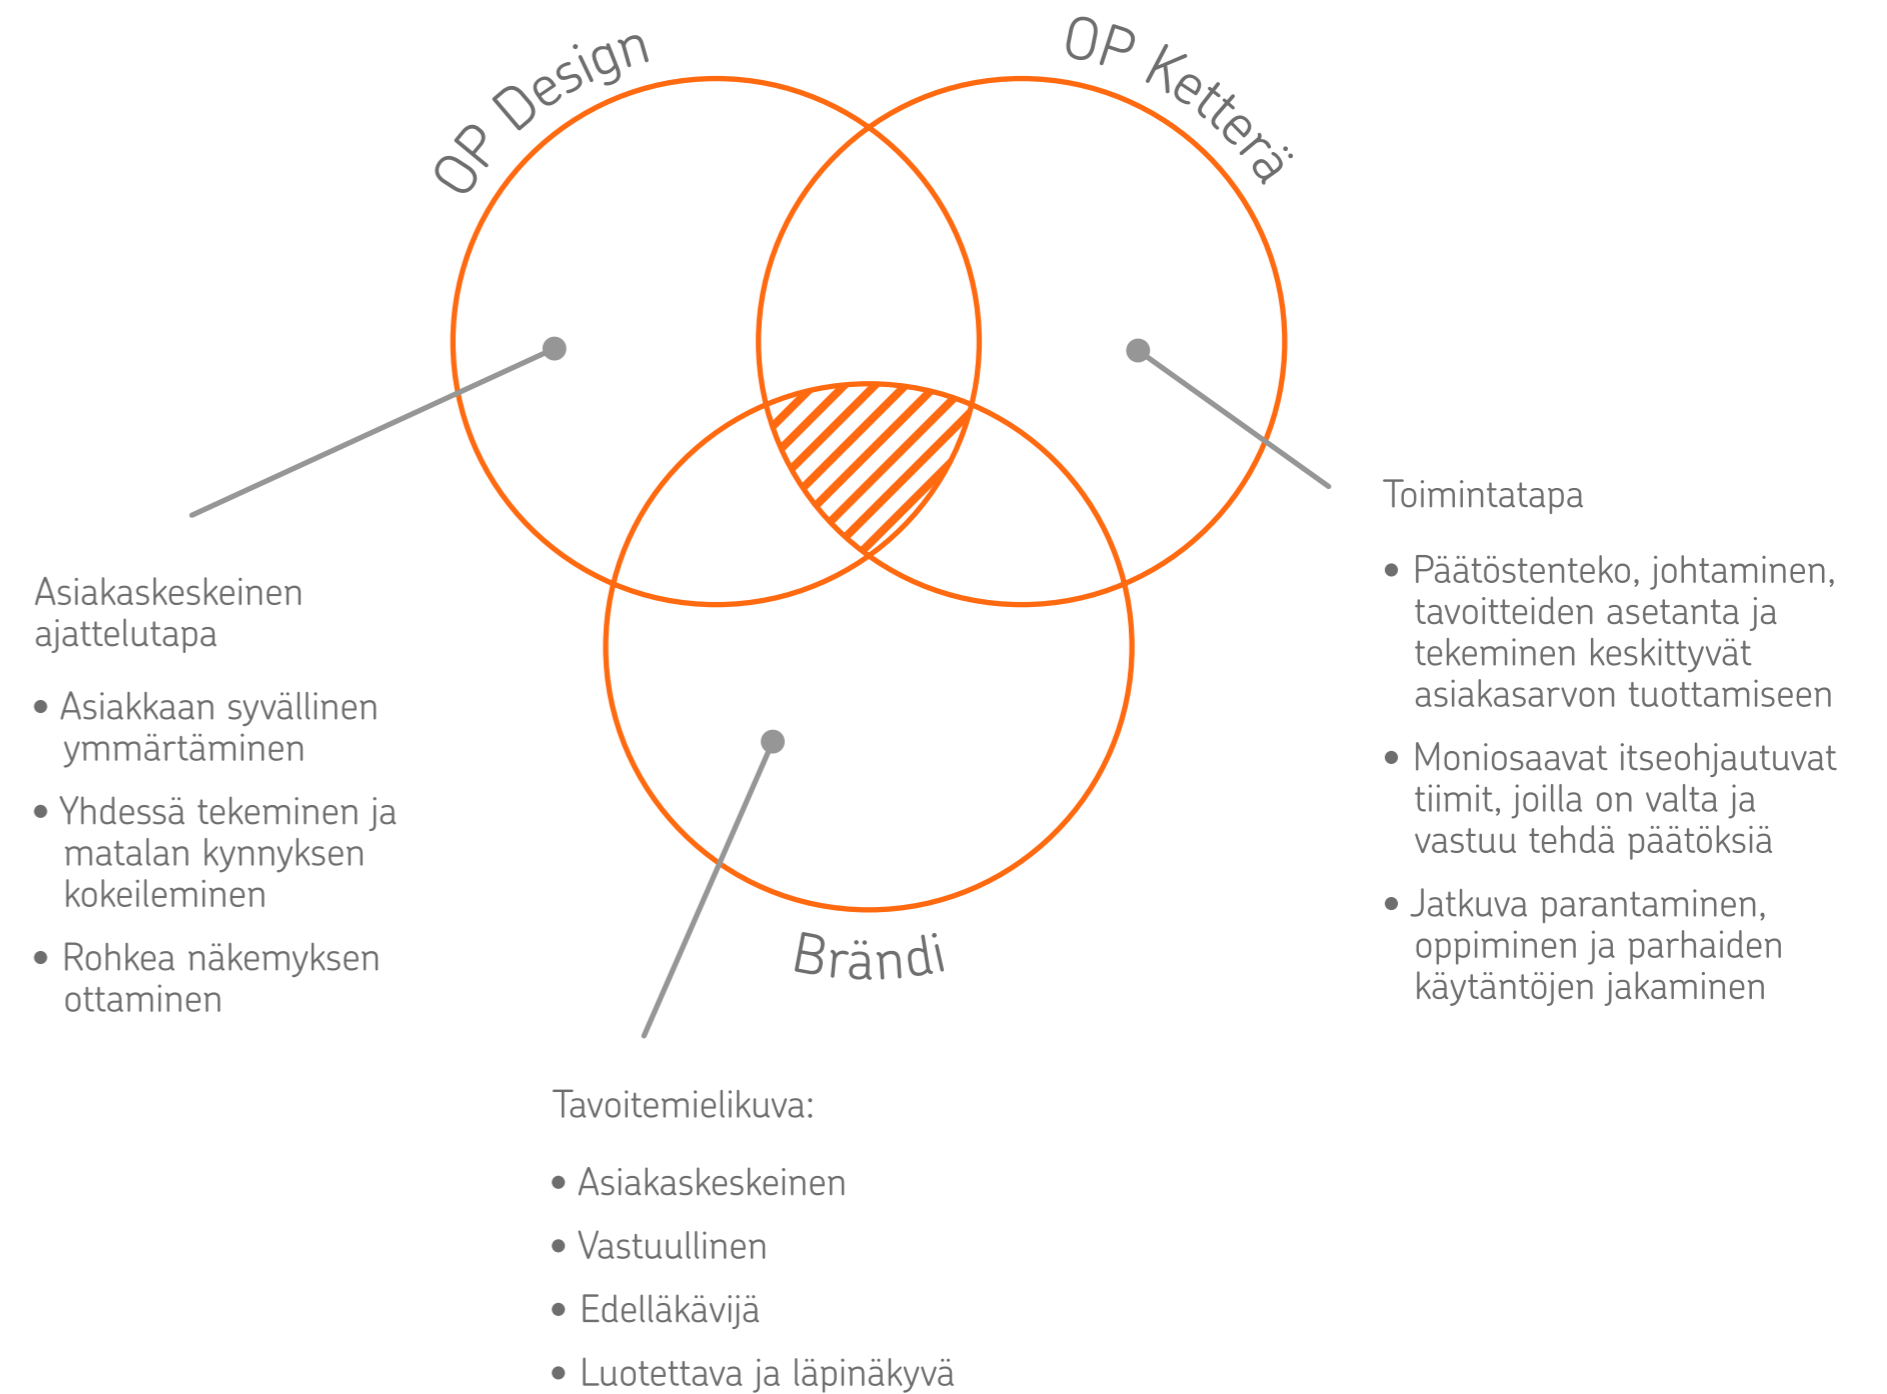 OP Design
OP Ketterä
Asiakaskeskeinen
ajattelutapa
• Asiakkaan syvällinen
ymmärtäminen
• Yhdessä tekeminen ja
matalan kynnyksen
kokeileminen
• Rohkea näkemyksen
ottaminen
Toimintatapa
• Päätöstenteko, johtaminen,
tavoitteiden asetanta ja
tekeminen keskittyvät
asiakasarvon tuottamiseen
• Moniosaavat itseohjautuvat
tiimit, joilla on valta ja
vastuu tehdä päätöksiä
• Jatkuva parantaminen,
oppiminen ja parhaiden
käytäntöjen jakaminen
Brändi
Tavoitemielikuva:
• Asiakaskeskeinen
• Vastuullinen
• Edelläkävijä
• Luotettava ja läpinäkyvä